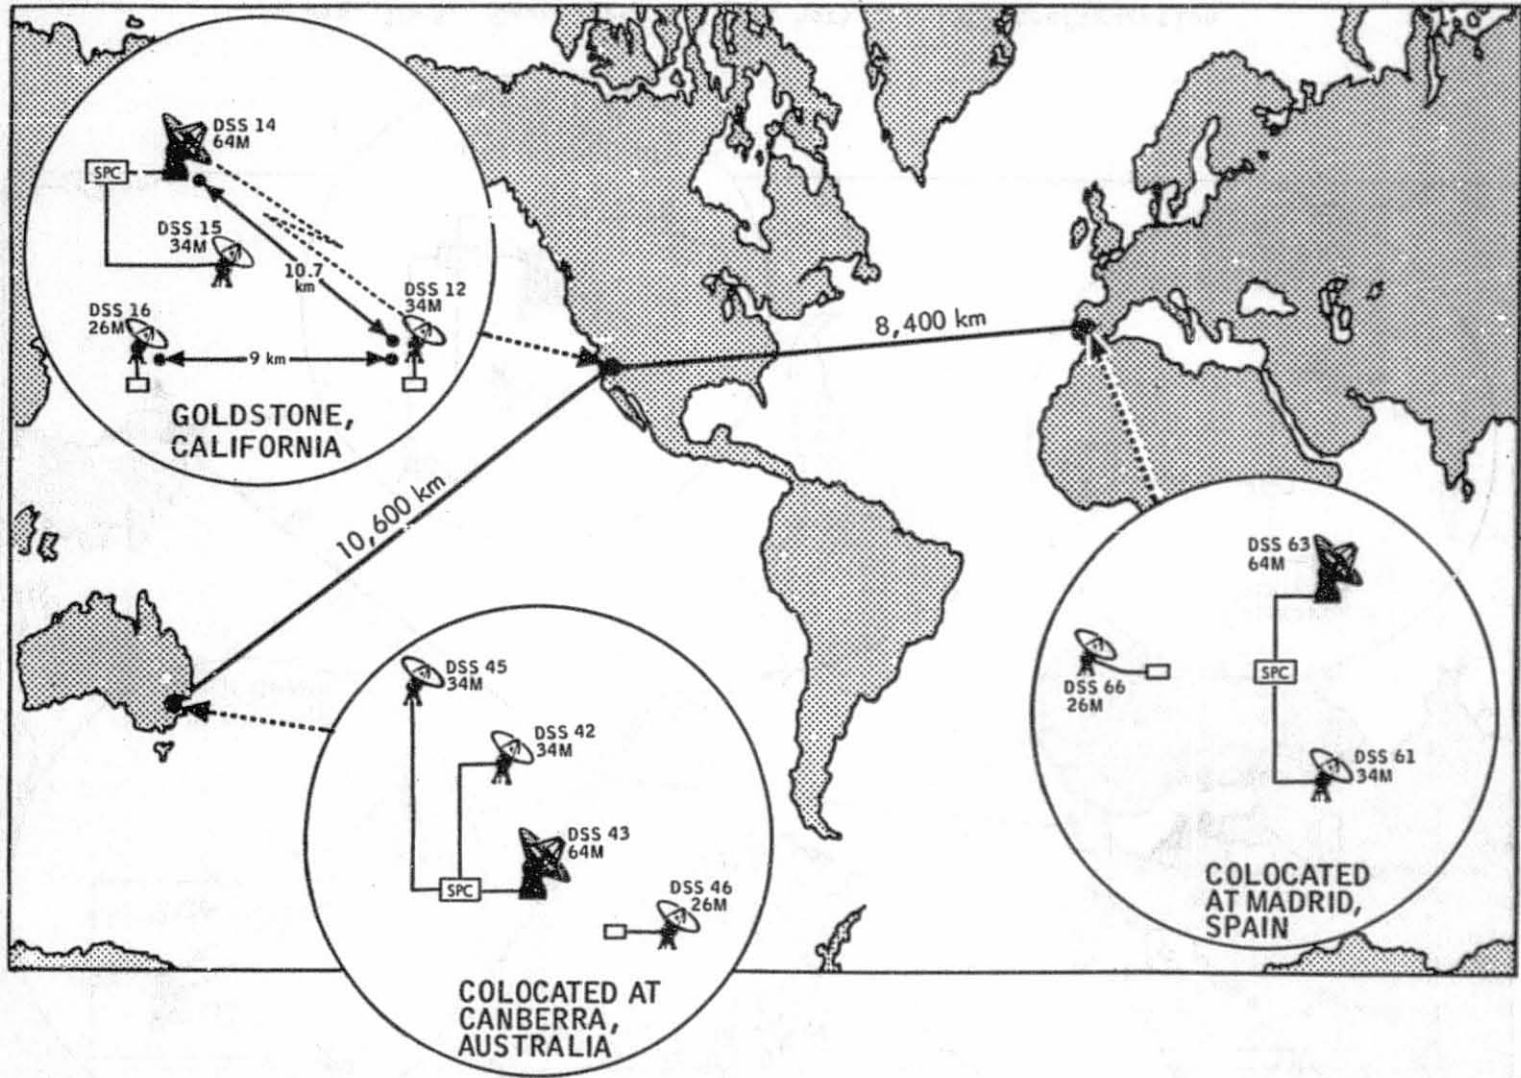 DSS 14
64M
SPC
DSS 15
34M
10.7
km
DSS 12
34M
DSS 16
26M
9 km
GOLDSTONE,
CALIFORNIA
8,400 km
10,600 km
DSS 45
34M
DSS 42
34M
DSS 43
64M
SPC
DSS 46
26M
COLOCATED AT
CANBERRA,
AUSTRALIA
DSS 63
64M
SPC
DSS 66
26M
DSS 61
34M
COLOCATED
AT MADRID,
SPAIN